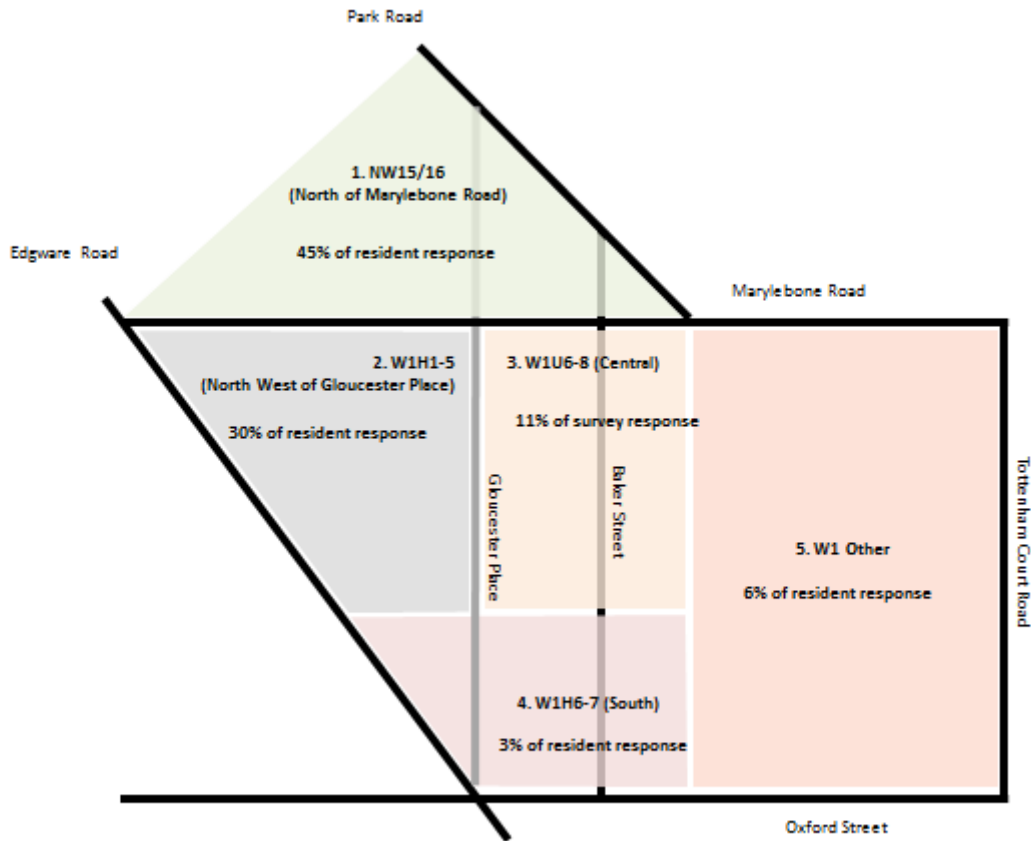 Park Road
1. NW15/16
(North of Marylebone Road)
45% of resident response
Edgware Road
Marylebone Road
2. W1H1-5
(North West of Gloucester Place)
30% of resident response
3. W1U6-8 (Central)
11% of survey response
Gloucester Place
Baker Street
5. W1 Other
6% of resident response
Tottenham Court Road
4. W1H6-7 (South)
3% of resident response
Oxford Street